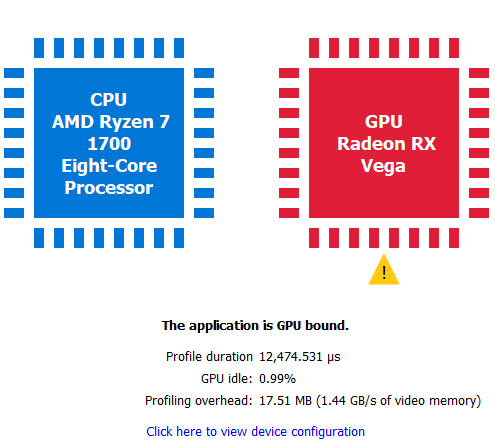 CPU
AMD Ryzen 7
1700
Eight-Core
Processor
GPU
Radeon RX
Vega
!
The application is GPU bound.
Profile duration 12,474.531 µs
GPU idle: 0.99%
Profiling overhead: 17.51 MB (1.44 GB/s of video memory)
Click here to view device configuration